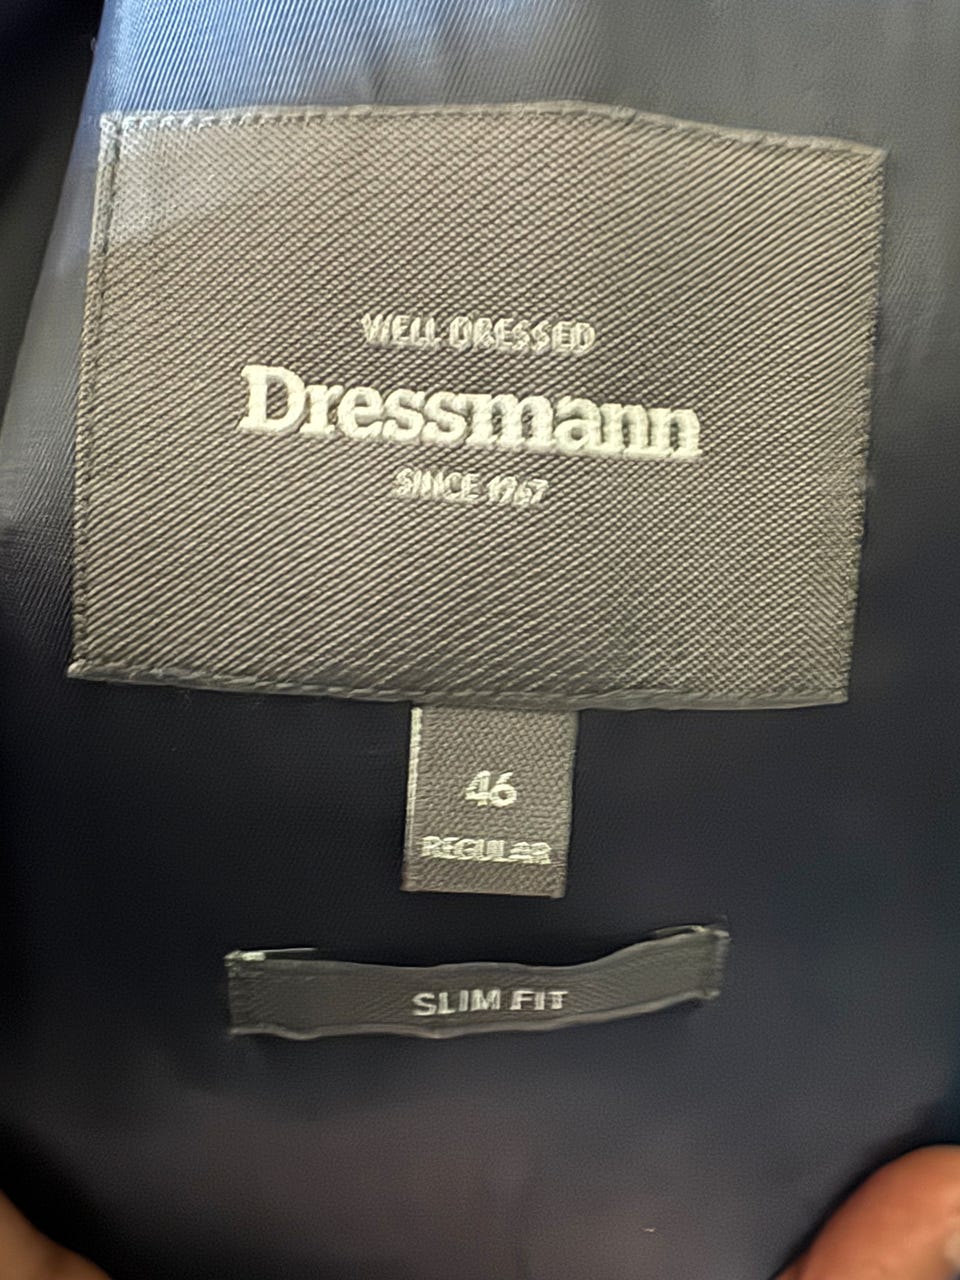 WELL DRESSED
Dressmann
SINCE 1967
46
REGULAR
SLIM FIT